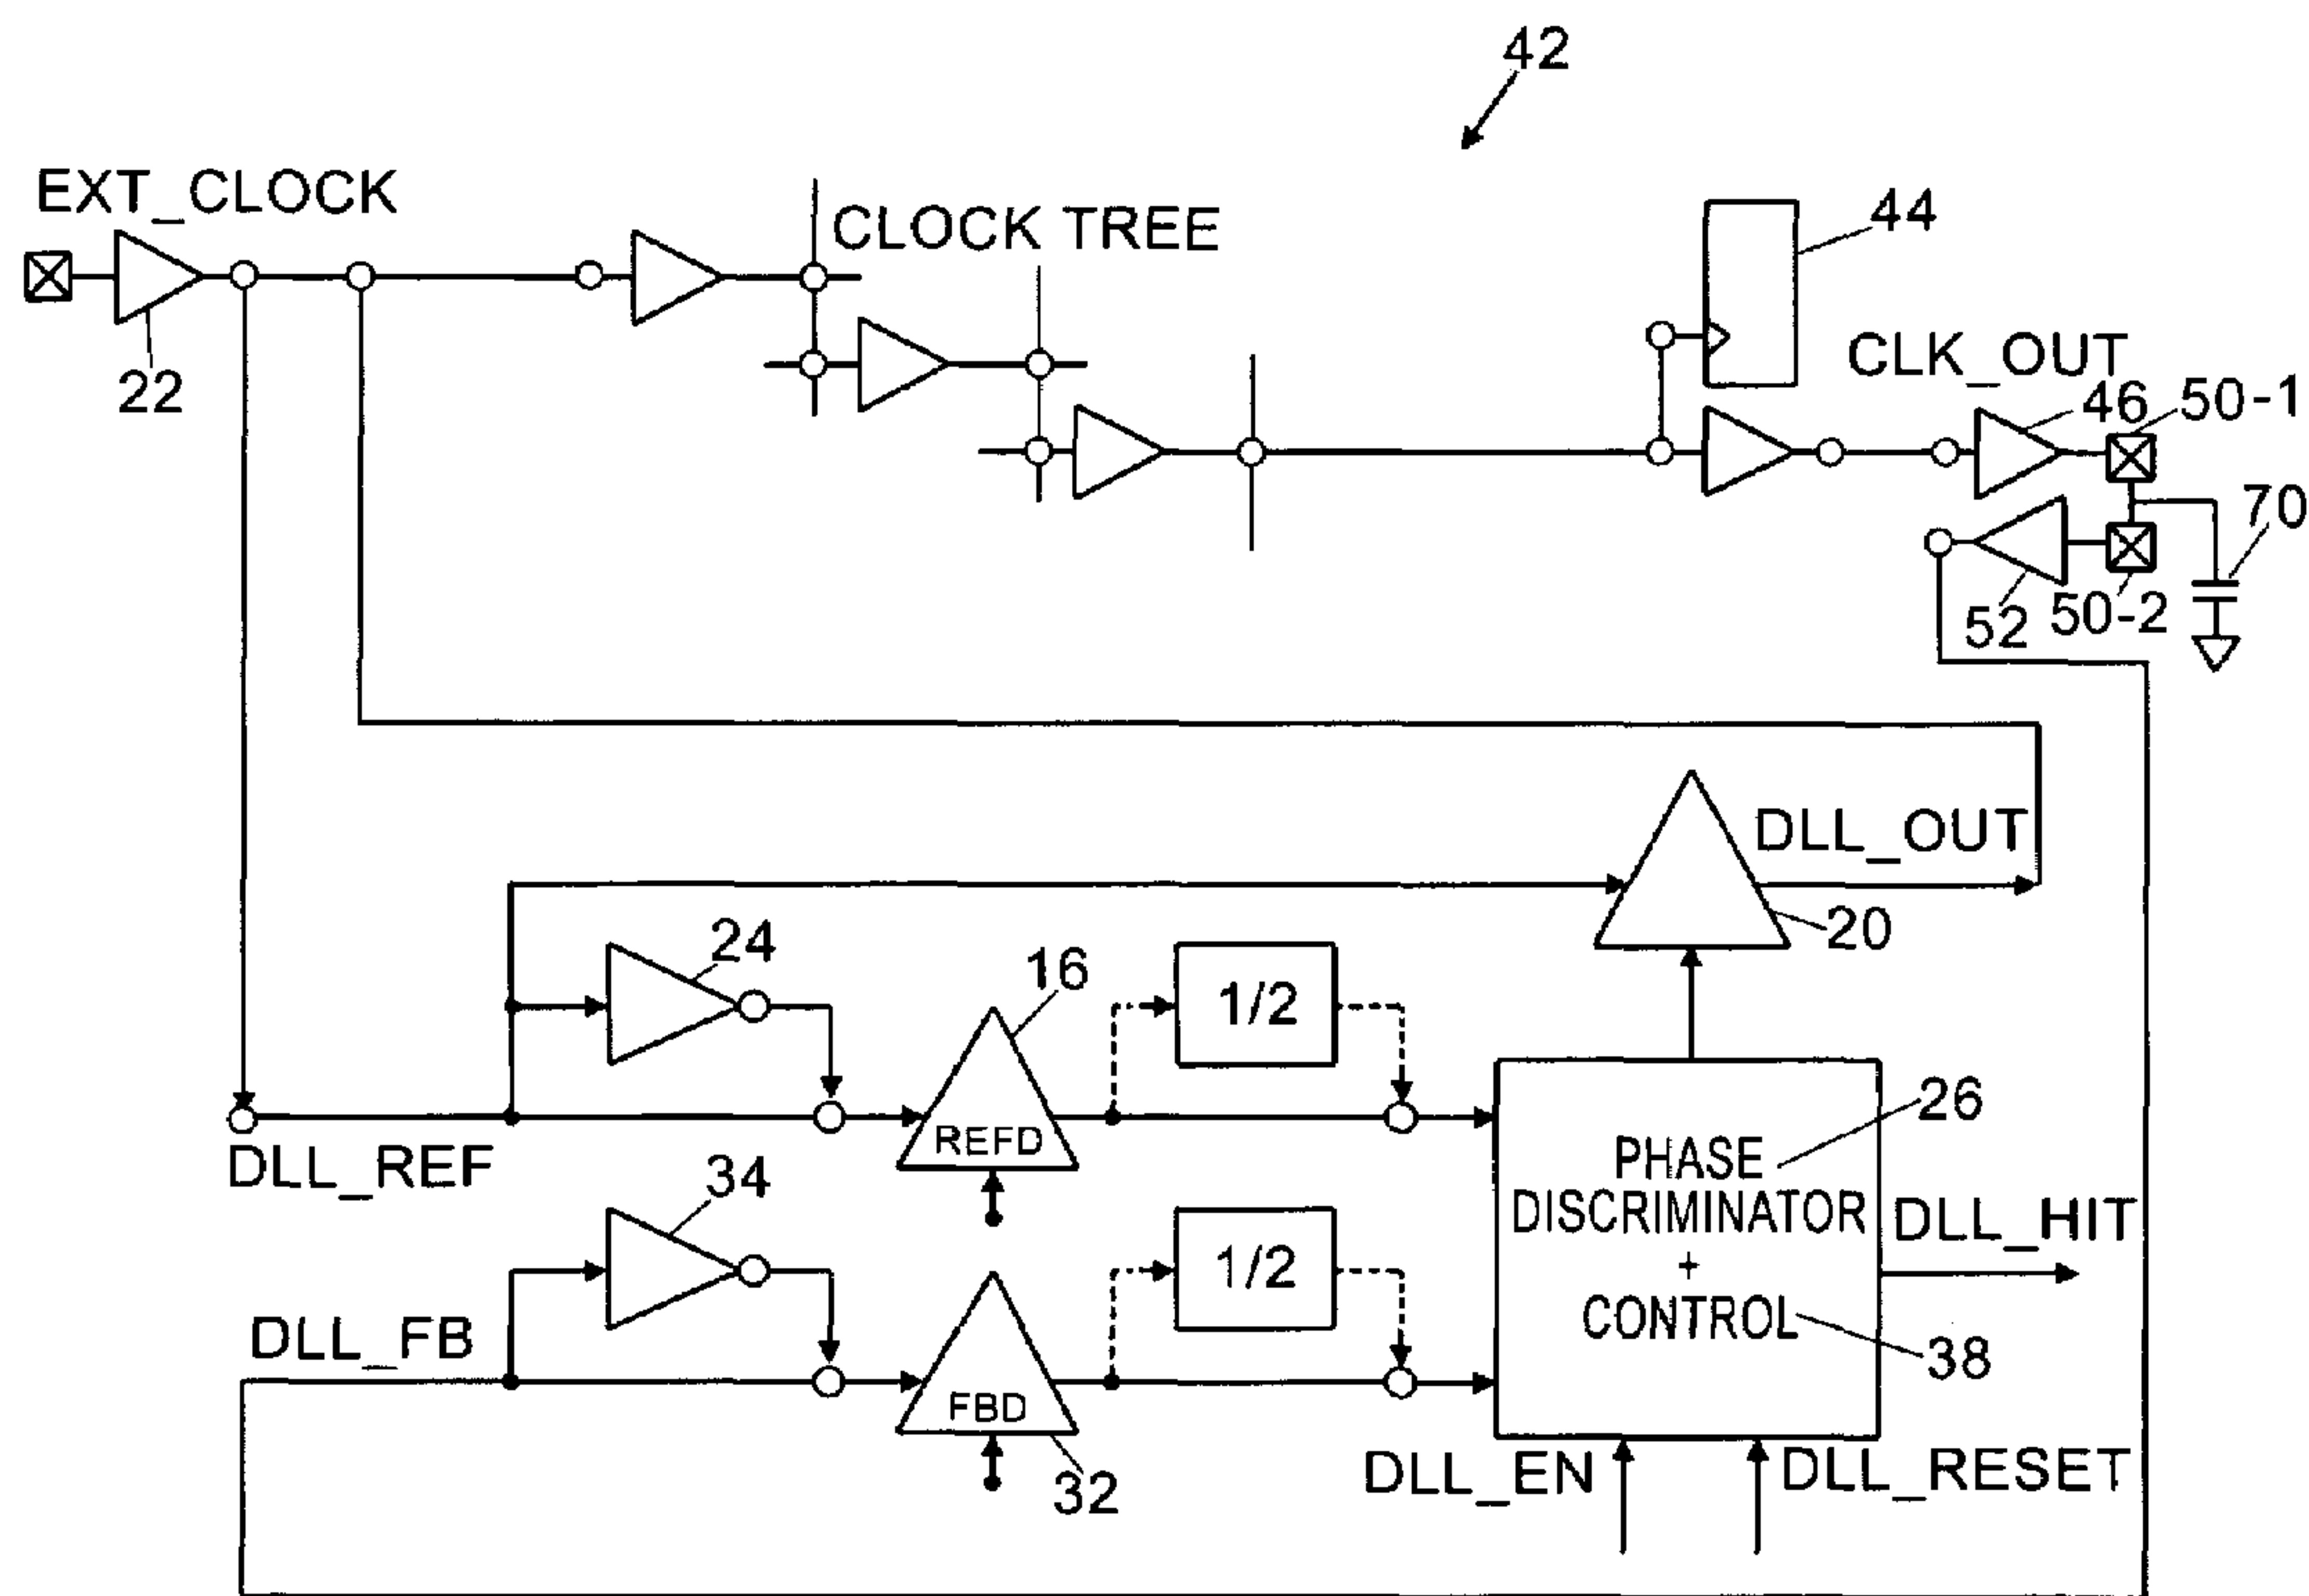 42
EXT_CLOCK
CLOCK TREE
44
22
CLK_OUT
46
50-1
70
52
50-2
DLL_OUT
20
24
16
1/2
REFD
DLL_REF
26
PHASE
DISCRIMINATOR
+
CONTROL
38
DLL_HIT
34
1/2
DLL_FB
FBD
32
DLL_EN
DLL_RESET